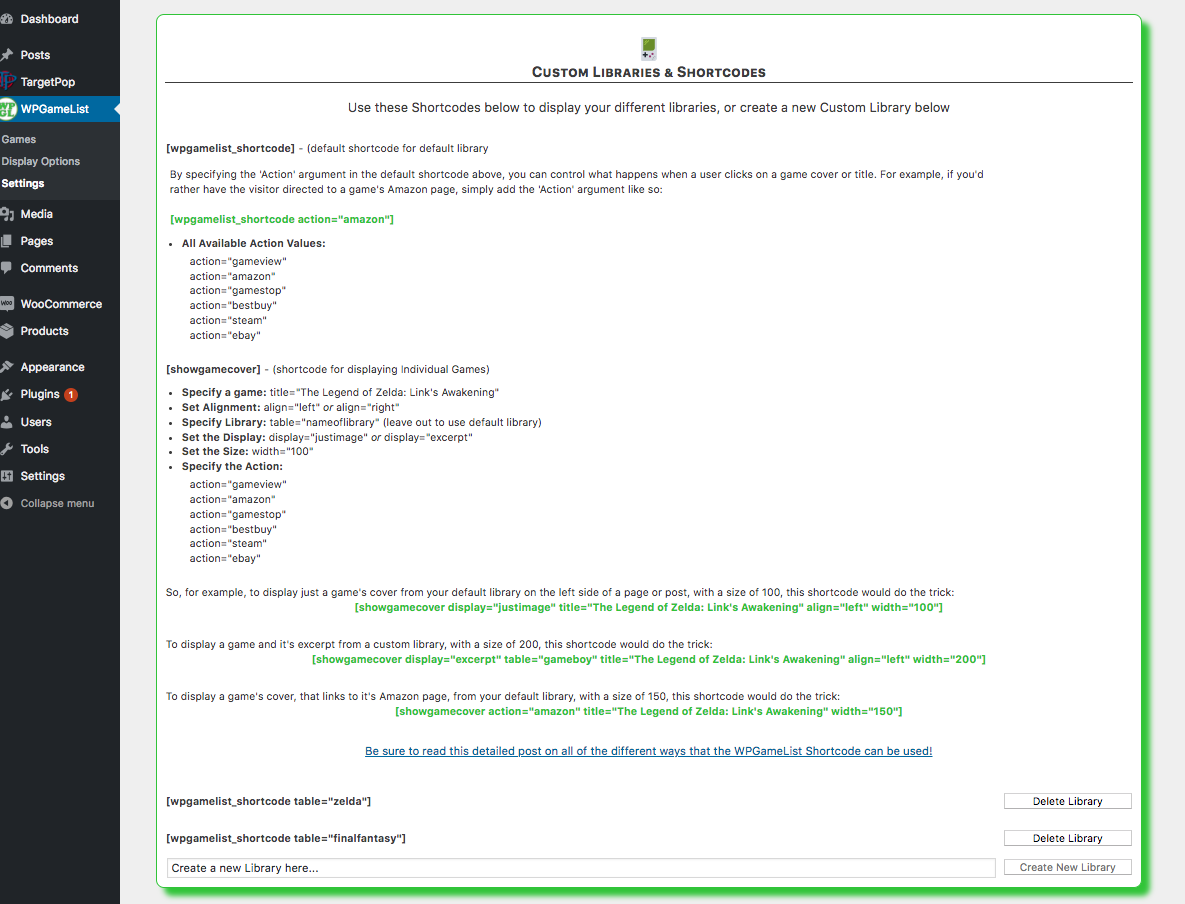 Dashboard
Posts
TargetPop
WPGameList
Games
Display Options
Settings
Media
Pages
Comments
WooCommerce
Products
Appearance
Plugins 1
Users
Tools
Settings
Collapse menu
Custom Libraries & Shortcodes
Use these Shortcodes below to display your different libraries, or create a new Custom Library below
[wpgamelist_shortcode] - (default shortcode for default library
By specifying the 'Action' argument in the default shortcode above, you can control what happens when a user clicks on a game cover or title. For example, if you'd
rather have the visitor directed to a game's Amazon page, simply add the 'Action' argument like so:
[wpgamelist_shortcode action="amazon"]
• All Available Action Values:
action="gameview"
action="amazon"
action="gamestop"
action="bestbuy"
action="steam"
action="ebay"
[showgamecover] - (shortcode for displaying Individual Games)
• Specify a game: title="The Legend of Zelda: Link's Awakening"
• Set Alignment: align="left" or align="right"
• Specify Library: table="nameoflibrary" (leave out to use default library)
• Set the Display: display="justimage" or display="excerpt"
• Set the Size: width="100"
• Specify the Action:
action="gameview"
action="amazon"
action="gamestop"
action="bestbuy"
action="steam"
action="ebay"
So, for example, to display just a game's cover from your default library on the left side of a page or post, with a size of 100, this shortcode would do the trick:
[showgamecover display="justimage" title="The Legend of Zelda: Link's Awakening" align="left" width="100"]
To display a game and it's excerpt from a custom library, with a size of 200, this shortcode would do the trick:
[showgamecover display="excerpt" table="gameboy" title="The Legend of Zelda: Link's Awakening" align="left" width="200"]
To display a game's cover, that links to it's Amazon page, from your default library, with a size of 150, this shortcode would do the trick:
[showgamecover action="amazon" title="The Legend of Zelda: Link's Awakening" width="150"]
Be sure to read this detailed post on all of the different ways that the WPGameList Shortcode can be used!
[wpgamelist_shortcode table="zelda"] Delete Library
[wpgamelist_shortcode table="finalfantasy"] Delete Library
Create a new Library here... Create New Library